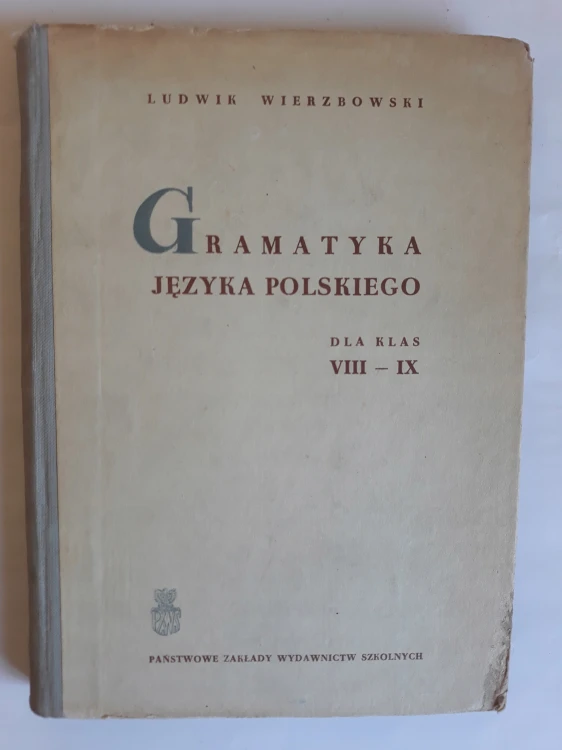 LUDWIK WIERZBOWSKI
GRAMATYKA
JĘZYKA POLSKIEGO
DLA KLAS
VIII – IX
PAŃSTWOWE ZAKŁADY WYDAWNICTW SZKOLNYCH